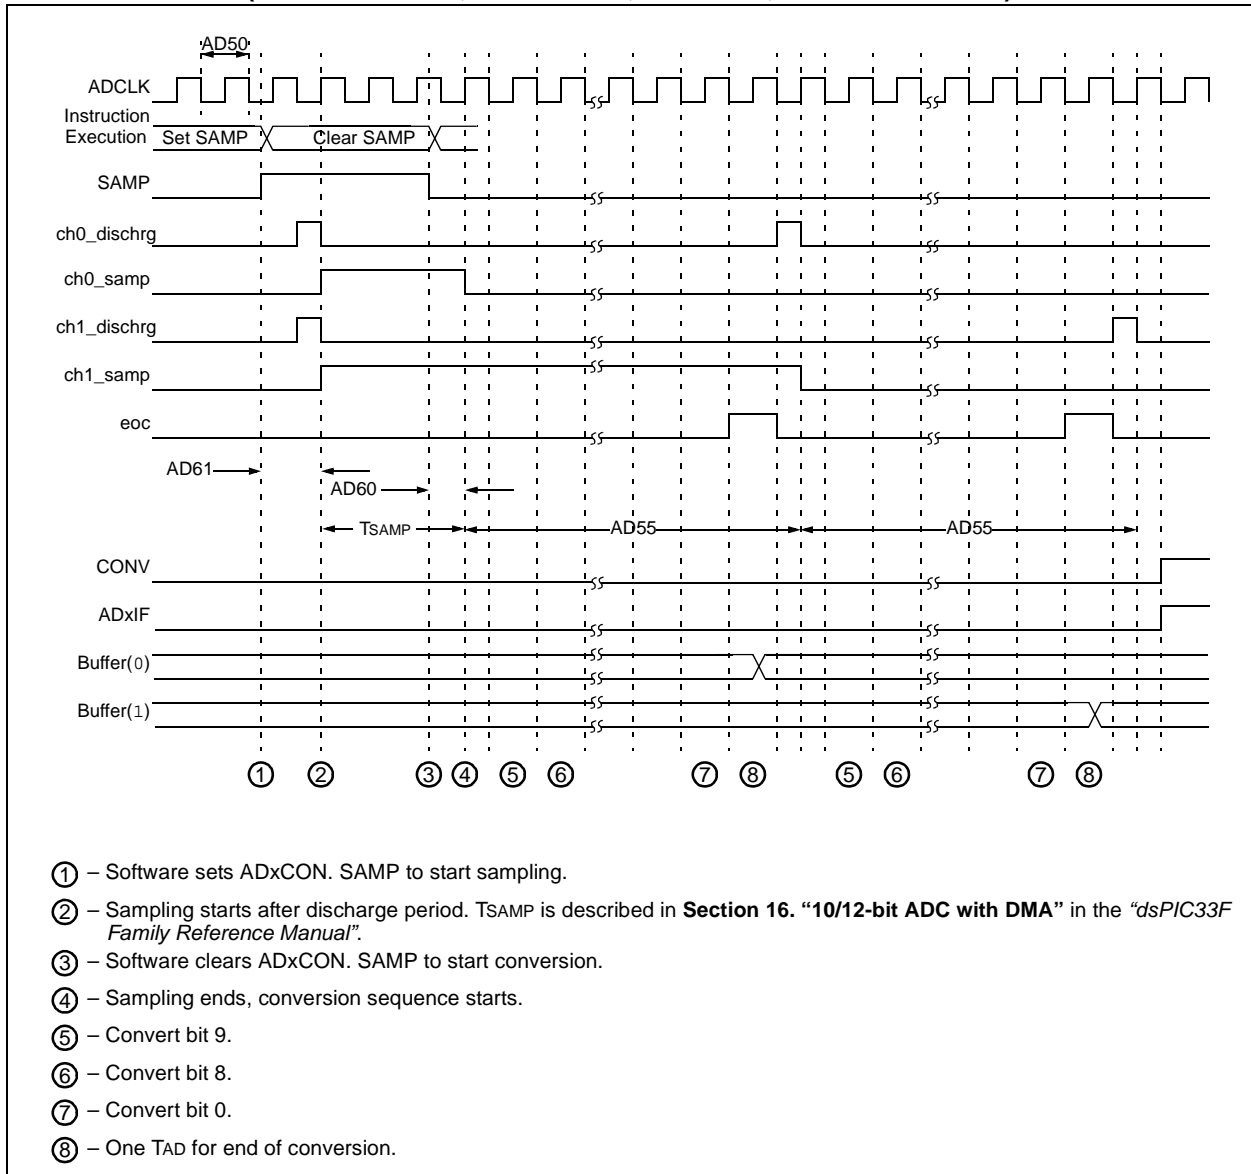 AD50
ADCLK
Instruction
Execution
Set SAMP
Clear SAMP
SAMP
ch0_dischrg
ch0_samp
ch1_dischrg
ch1_samp
eoc
AD61
AD60
TSAMP
AD55
AD55
CONV
ADxIF
Buffer(0)
Buffer(1)
1 2 3 4 5 6 7 8 5 6 7 8
1 – Software sets ADxCON. SAMP to start sampling.
2 – Sampling starts after discharge period. TSAMP is described in Section 16. “10/12-bit ADC with DMA” in the “dsPIC33F
Family Reference Manual”.
3 – Software clears ADxCON. SAMP to start conversion.
4 – Sampling ends, conversion sequence starts.
5 – Convert bit 9.
6 – Convert bit 8.
7 – Convert bit 0.
8 – One TAD for end of conversion.